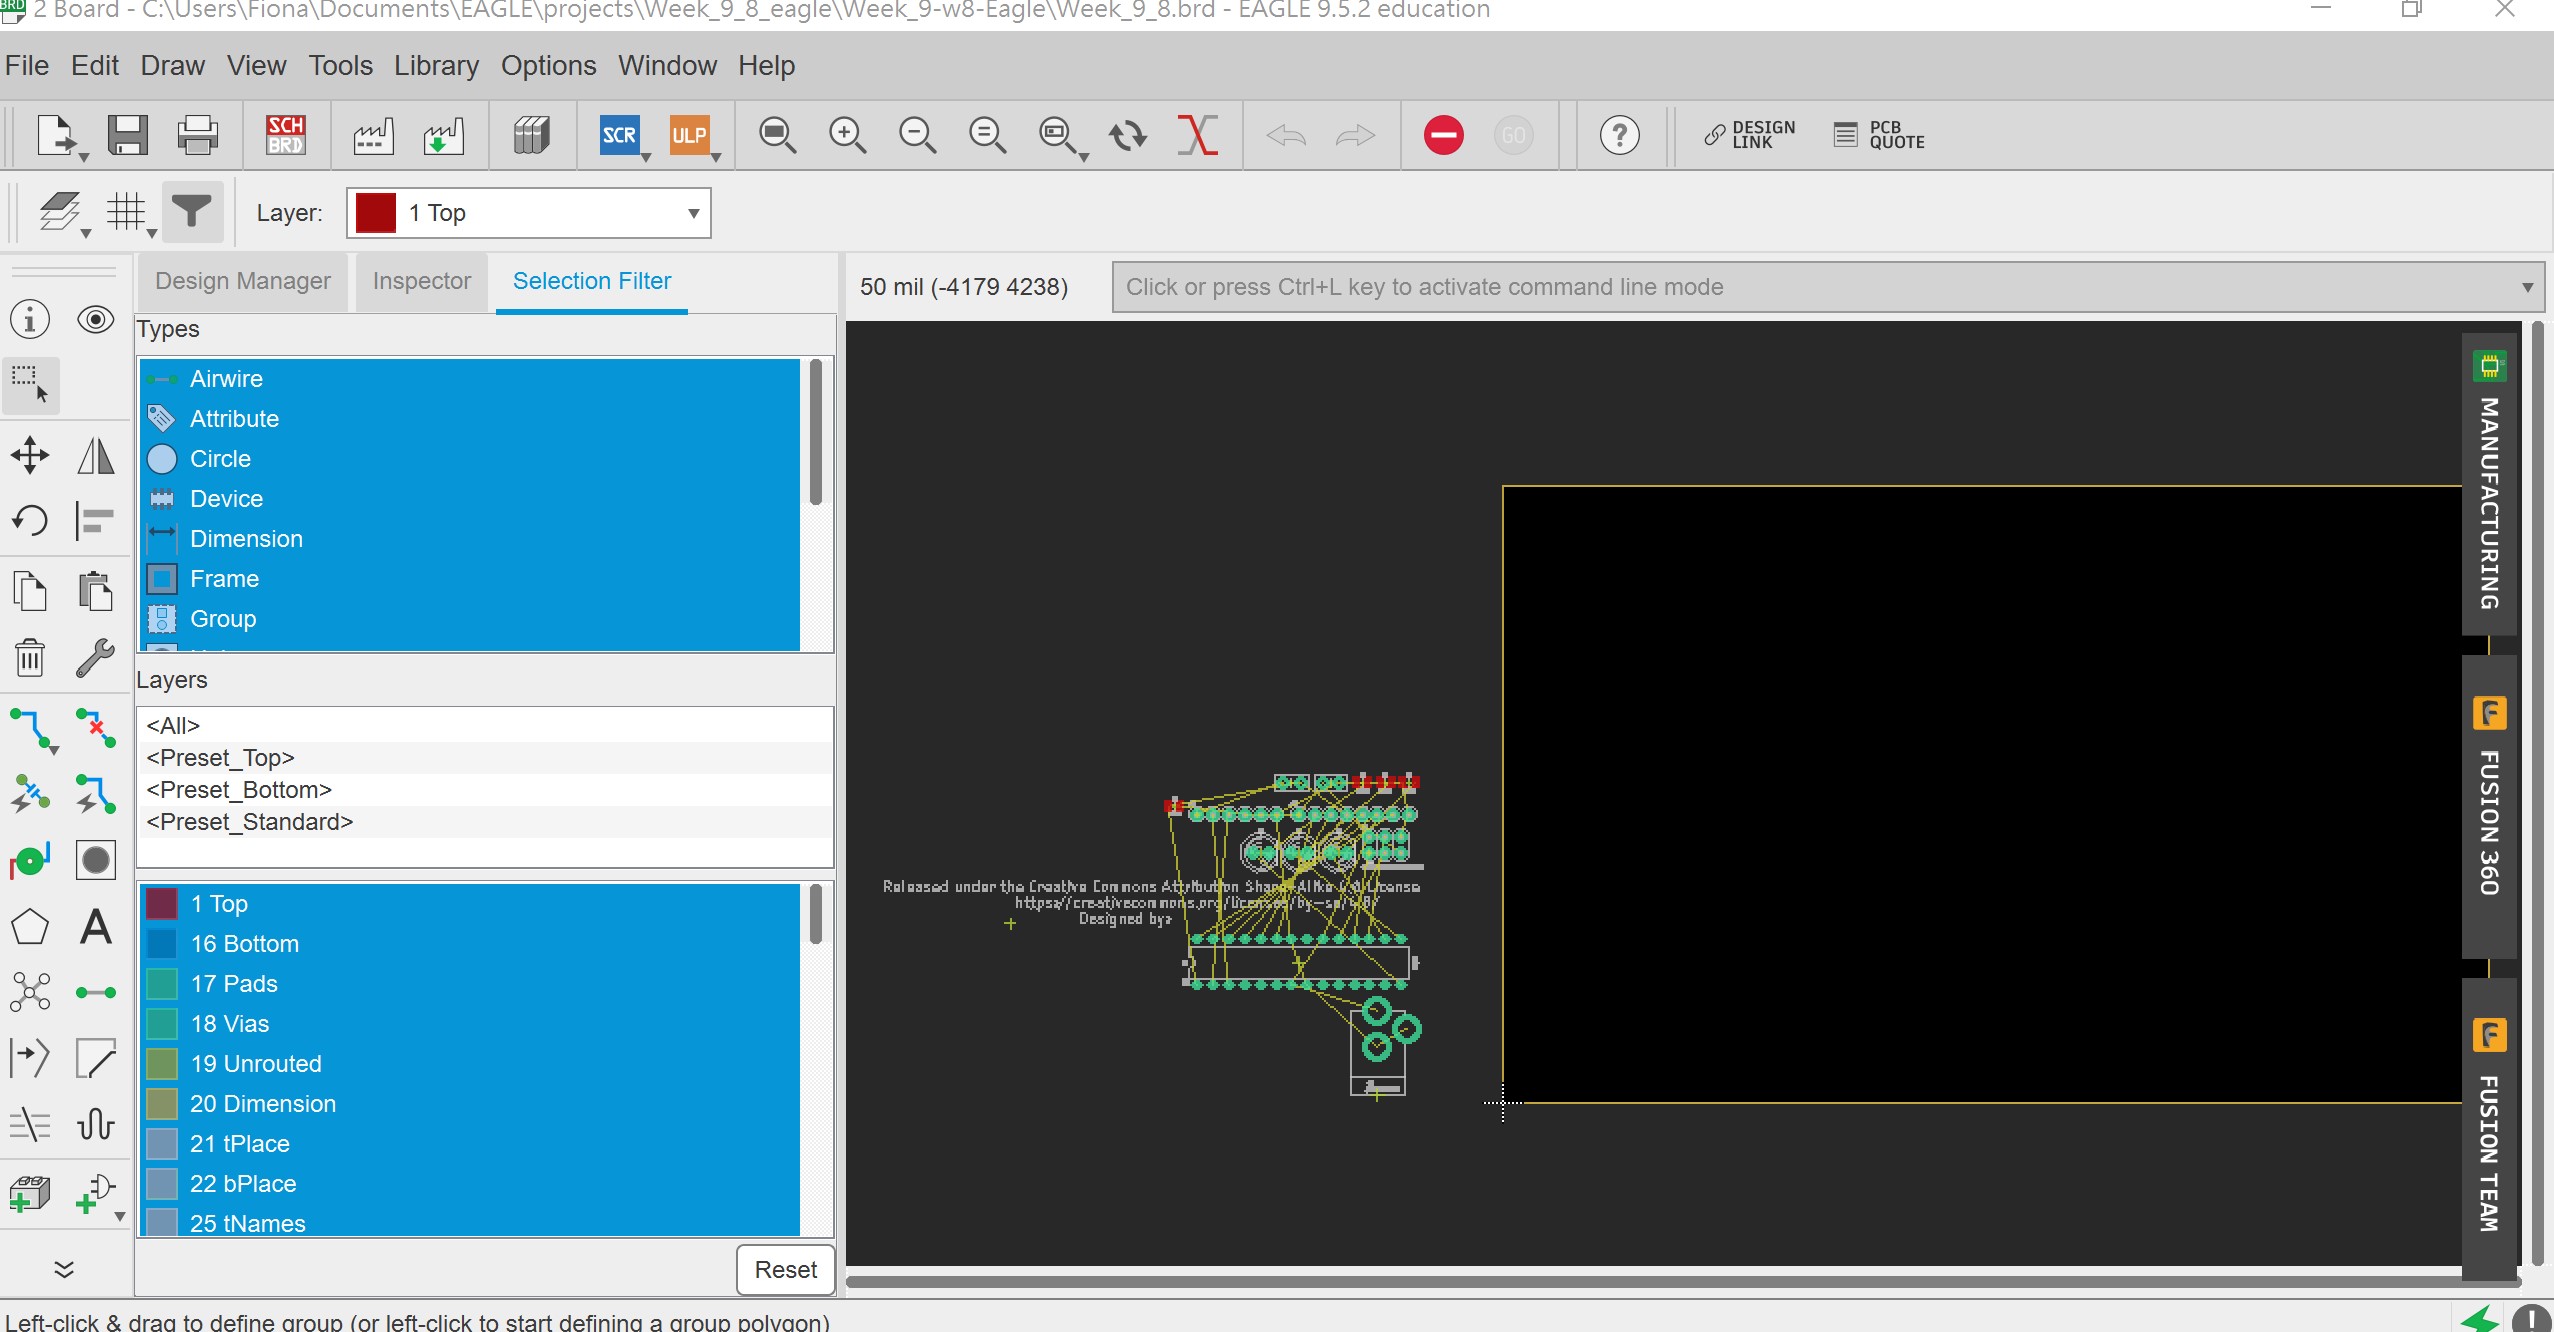 2 Board - C:\Users\Fiona\Documents\EAGLE\projects\Week_9_8_eagle\Week_9-w8-Eagle\Week_9_8.brd - EAGLE 9.5.2 education
File Edit Draw View Tools Library Options Window Help
SCH
BRD
SCR
ULP
GO
DESIGN
LINK
PCB
QUOTE
Layer: 1 Top
Design Manager Inspector Selection Filter
50 mil (-4179 4238)
Click or press Ctrl+L key to activate command line mode
Types
Airwire
Attribute
Circle
Device
Dimension
Frame
Group
Layers
<All>
<Preset_Top>
<Preset_Bottom>
<Preset_Standard>
1 Top
16 Bottom
17 Pads
18 Vias
19 Unrouted
20 Dimension
21 tPlace
22 bPlace
25 tNames
Reset
Released under the Creative Commons Attribution Share-Alike License
https://creativecommons.org/licenses/by-sa/
Designed by:
MANUFACTURING
FUSION 360
FUSION TEAM
Left-click & drag to define group (or left-click to start defining a group polygon)